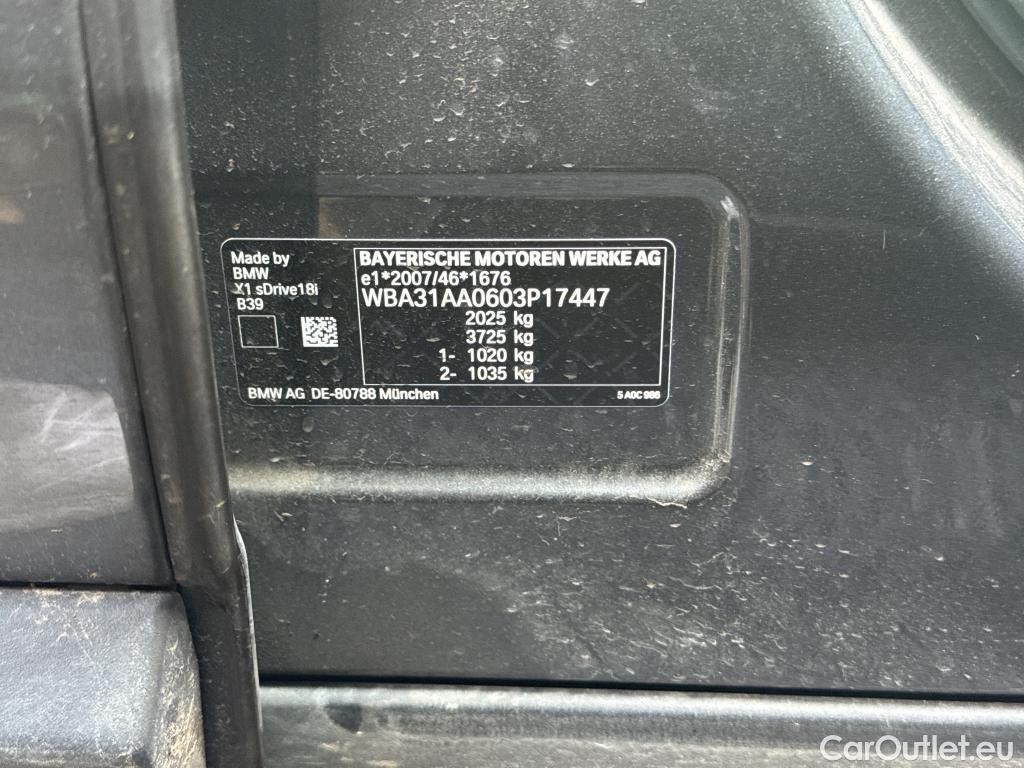 Made by
BMW
X1 sDrive18i
B39
BAYERISCHE MOTOREN WERKE AG
e1*2007/46*1676
WBA31AA0603P17447
2025 kg
3725 kg
1- 1020 kg
2- 1035 kg
BMW AG DE-80788 München
5 A0C 986
CarOutlet.eu